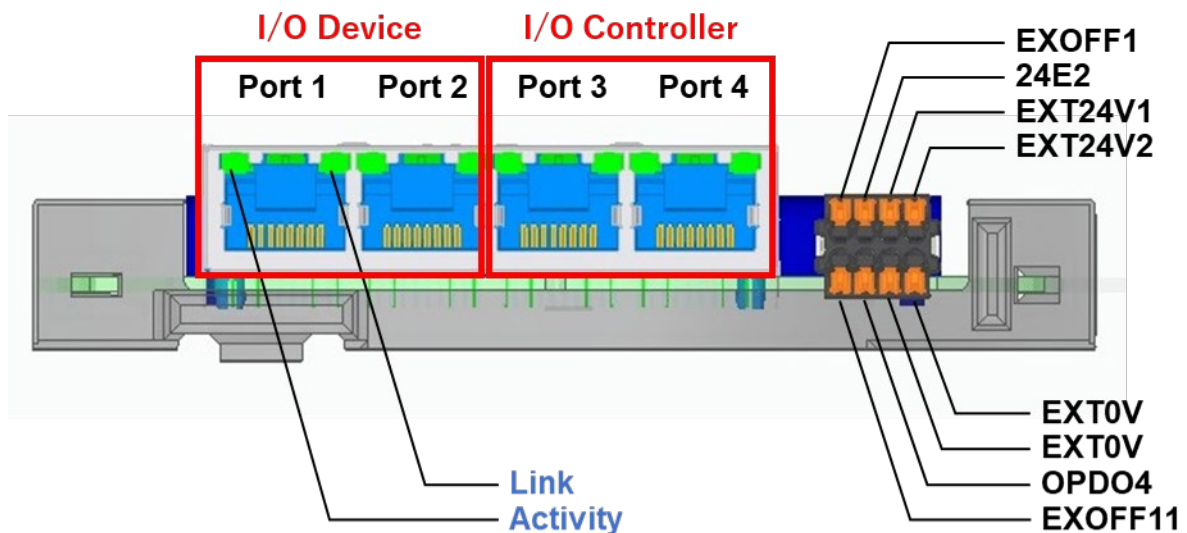 I/O Device
I/O Controller
Port 1
Port 2
Port 3
Port 4
EXOFF1
24E2
EXT24V1
EXT24V2
EXT0V
EXT0V
OPDO4
EXOFF11
Link
Activity